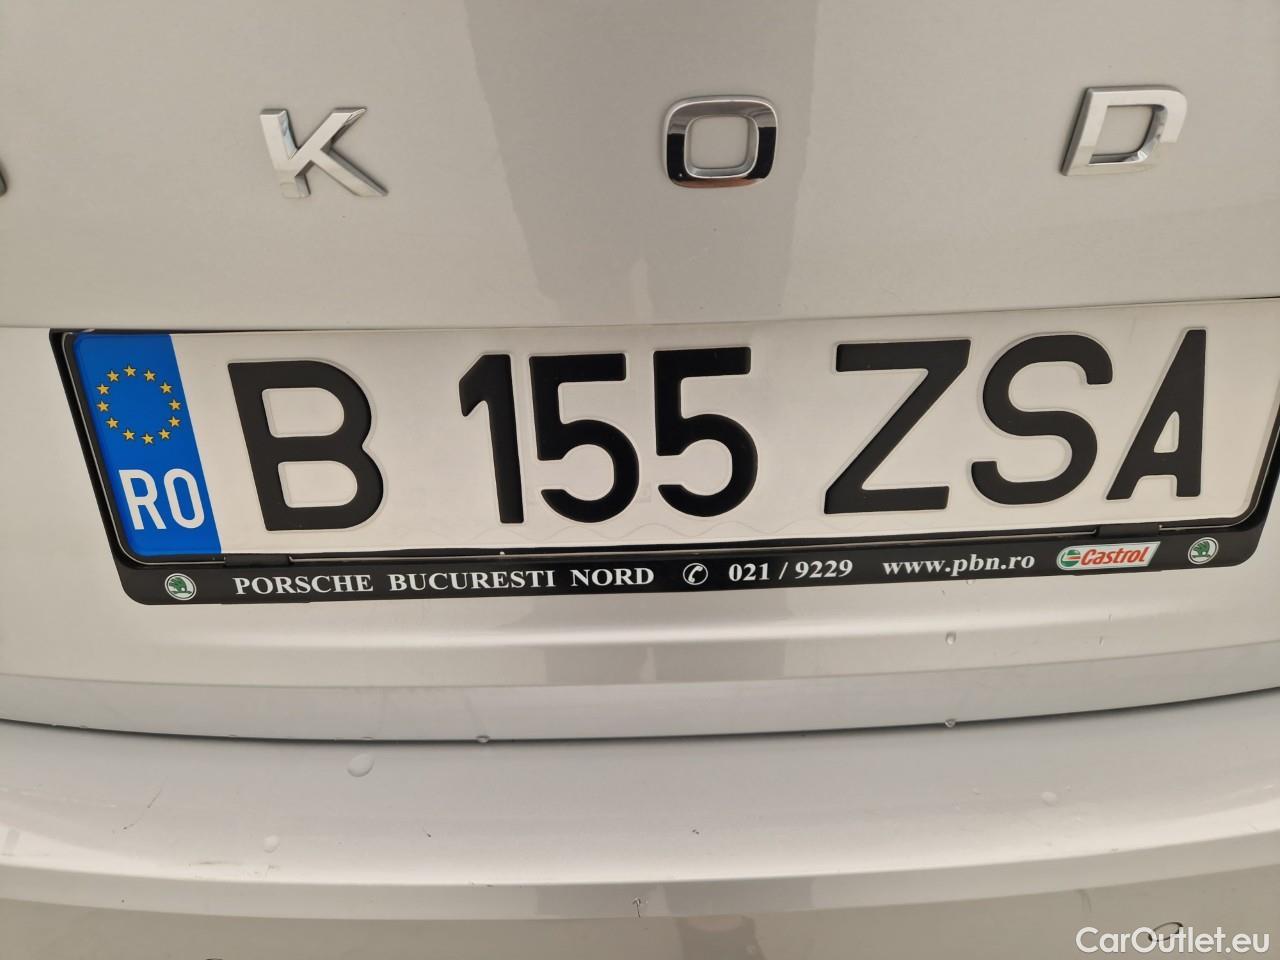 KOD
RO B 155 ZSA
PORSCHE BUCURESTI NORD ✆ 021 / 9229 www.pbn.ro Castrol
CarOutlet.eu